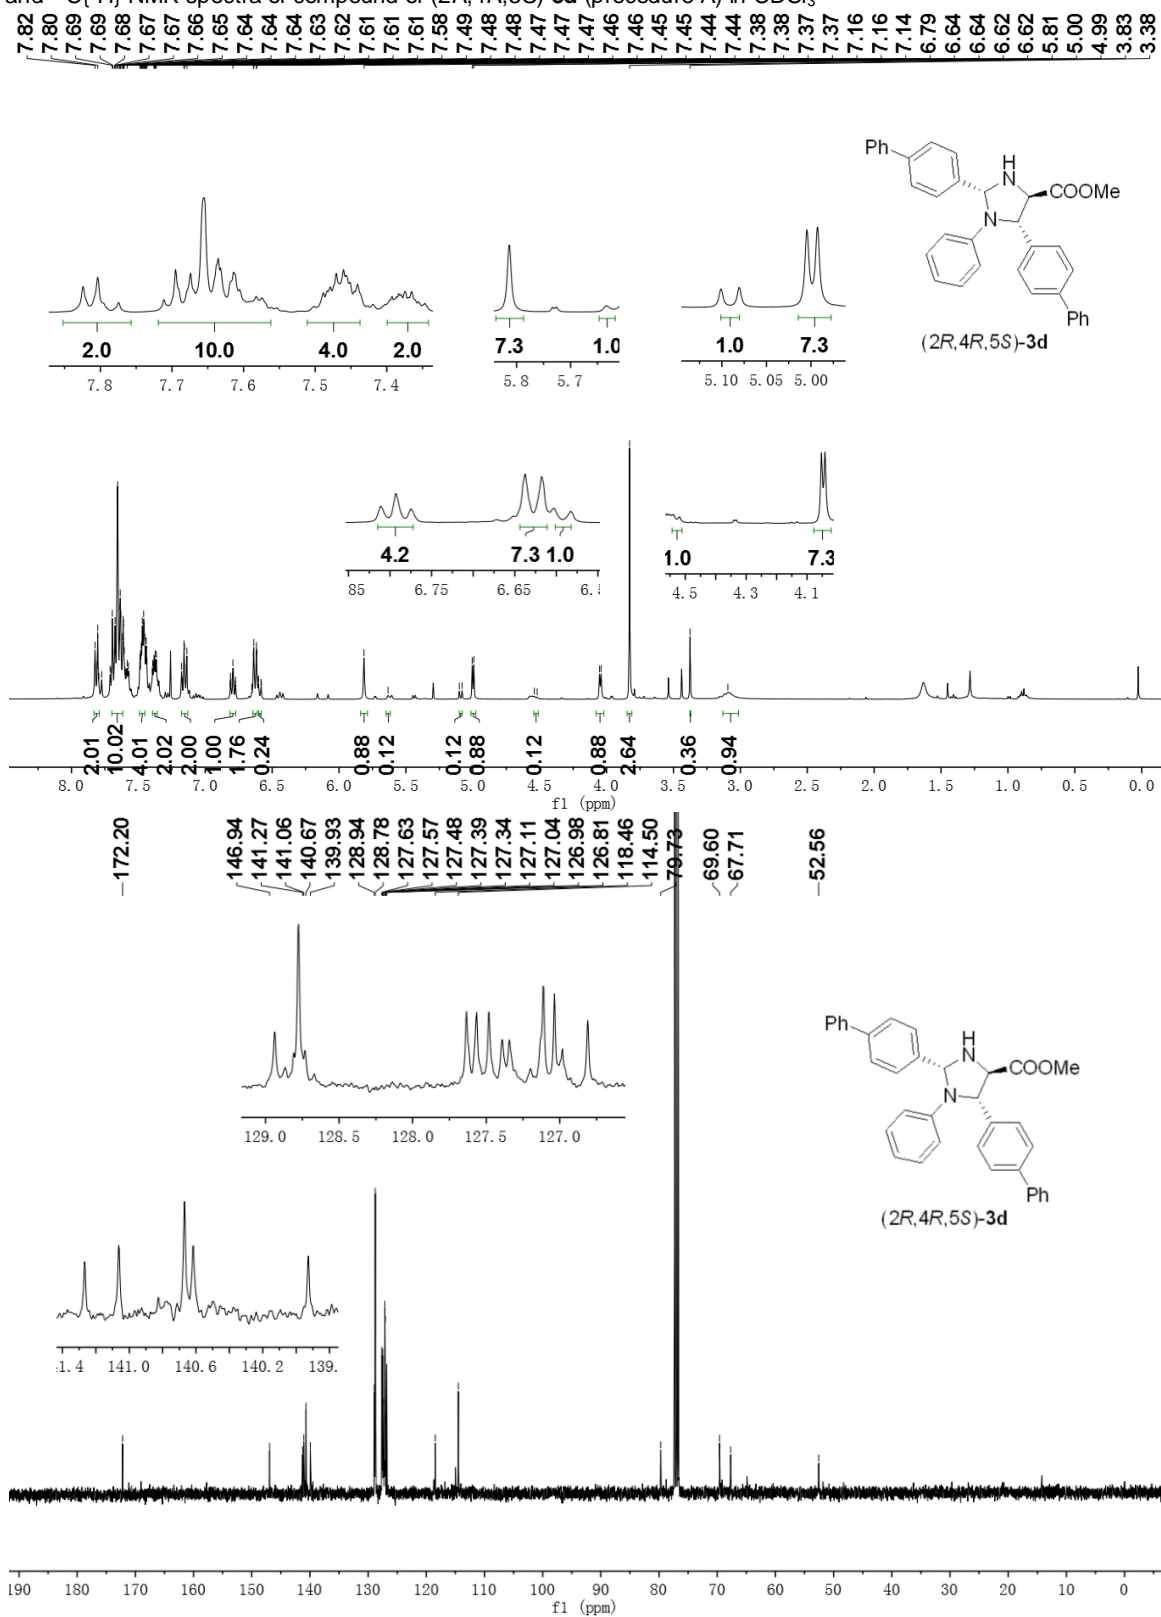 and ¹³C{¹H} NMR spectra of compound of (2R,4R,5S)-3d (procedure A) in CDCl₃
7.82 7.80 7.69 7.69 7.68 7.67 7.67 7.66 7.65 7.64 7.64 7.64 7.63 7.62 7.61 7.61 7.61 7.58 7.49 7.48 7.48 7.47 7.47 7.47 7.46 7.46 7.45 7.45 7.44 7.44 7.38 7.38 7.37 7.37 7.16 7.16 7.14 6.79 6.64 6.64 6.62 6.62 5.81 5.00 4.99 3.83 3.38
Ph
H
N
COOMe
N
Ph
(2R,4R,5S)-3d
2.0 10.0 4.0 2.0
7.8 7.7 7.6 7.5 7.4
7.3 1.0
5.8 5.7
1.0 7.3
5.10 5.05 5.00
4.2 7.3 1.0
85 6.75 6.65
1.0 7.3
4.5 4.3 4.1
2.01 10.02 4.01 2.02 2.00 1.00 1.76 0.24 0.88 0.12 0.12 0.88 0.12 0.88 2.64 0.36 0.94
8.0 7.5 7.0 6.5 6.0 5.5 5.0 4.5 4.0 3.5 3.0 2.5 2.0 1.5 1.0 0.5 0.0
f1 (ppm)
172.20 146.94 141.27 141.06 140.67 139.93 128.94 128.78 127.63 127.57 127.48 127.39 127.34 127.11 127.04 126.98 126.81 118.46 114.50 79.73 69.60 67.71 52.56
129.0 128.5 128.0 127.5 127.0
Ph
H
N
COOMe
N
Ph
(2R,4R,5S)-3d
1.4 141.0 140.6 140.2 139.
190 180 170 160 150 140 130 120 110 100 90 80 70 60 50 40 30 20 10 0
f1 (ppm)